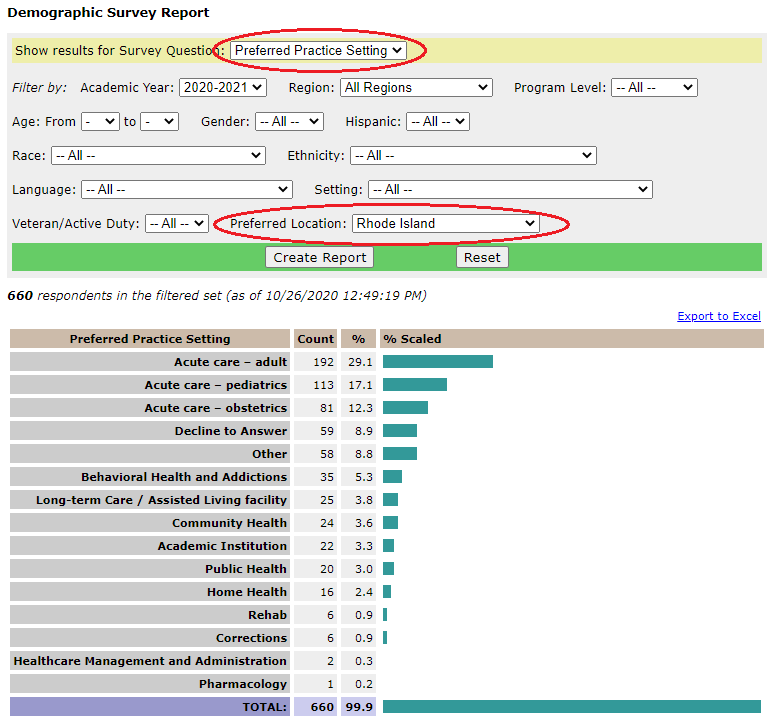 Demographic Survey Report
Show results for Survey Question: Preferred Practice Setting
Filter by: Academic Year: 2020-2021 Region: All Regions Program Level: -- All --
Age: From - to - Gender: -- All -- Hispanic: -- All --
Race: -- All -- Ethnicity: -- All --
Language: -- All -- Setting: -- All --
Veteran/Active Duty: -- All -- Preferred Location: Rhode Island
Create Report Reset
660 respondents in the filtered set (as of 10/26/2020 12:49:19 PM)
Export to Excel
Preferred Practice Setting Count % % Scaled
Acute care – adult 192 29.1
Acute care – pediatrics 113 17.1
Acute care – obstetrics 81 12.3
Decline to Answer 59 8.9
Other 58 8.8
Behavioral Health and Addictions 35 5.3
Long-term Care / Assisted Living facility 25 3.8
Community Health 24 3.6
Academic Institution 22 3.3
Public Health 20 3.0
Home Health 16 2.4
Rehab 6 0.9
Corrections 6 0.9
Healthcare Management and Administration 2 0.3
Pharmacology 1 0.2
TOTAL: 660 99.9